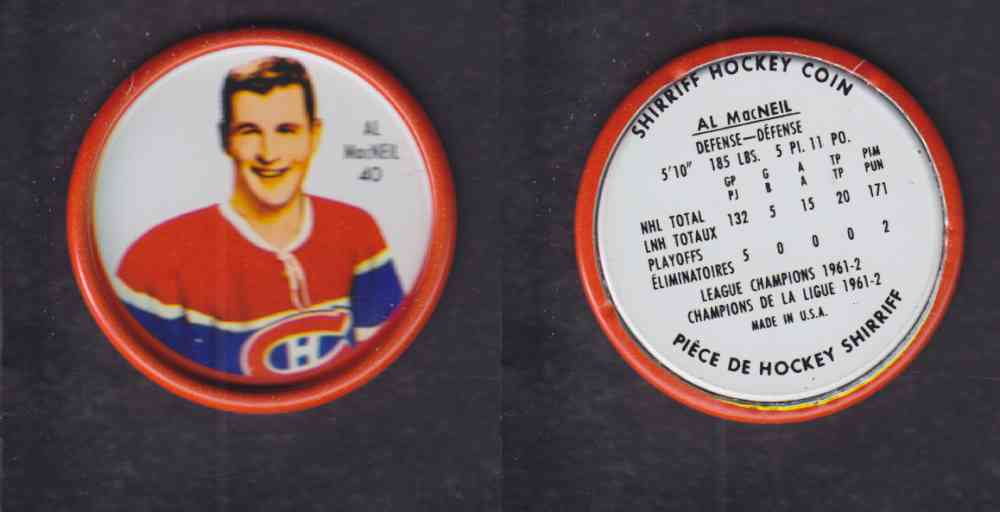 AL
MacNEIL
40
CH
SHIRRIFF HOCKEY COIN
AL MacNEIL
DEFENSE—DÉFENSE
5'10" 185 LBS. 5 PI. 11 PO.
GP G A TP PIM
PJ B A TP PUN
NHL TOTAL 132 5 15 20 171
LNH TOTAUX
PLAYOFFS 5 0 0 0 2
ÉLIMINATOIRES
LEAGUE CHAMPIONS 1961-2
CHAMPIONS DE LA LIGUE 1961-2
MADE IN U.S.A.
PIÉCE DE HOCKEY SHIRRIFF